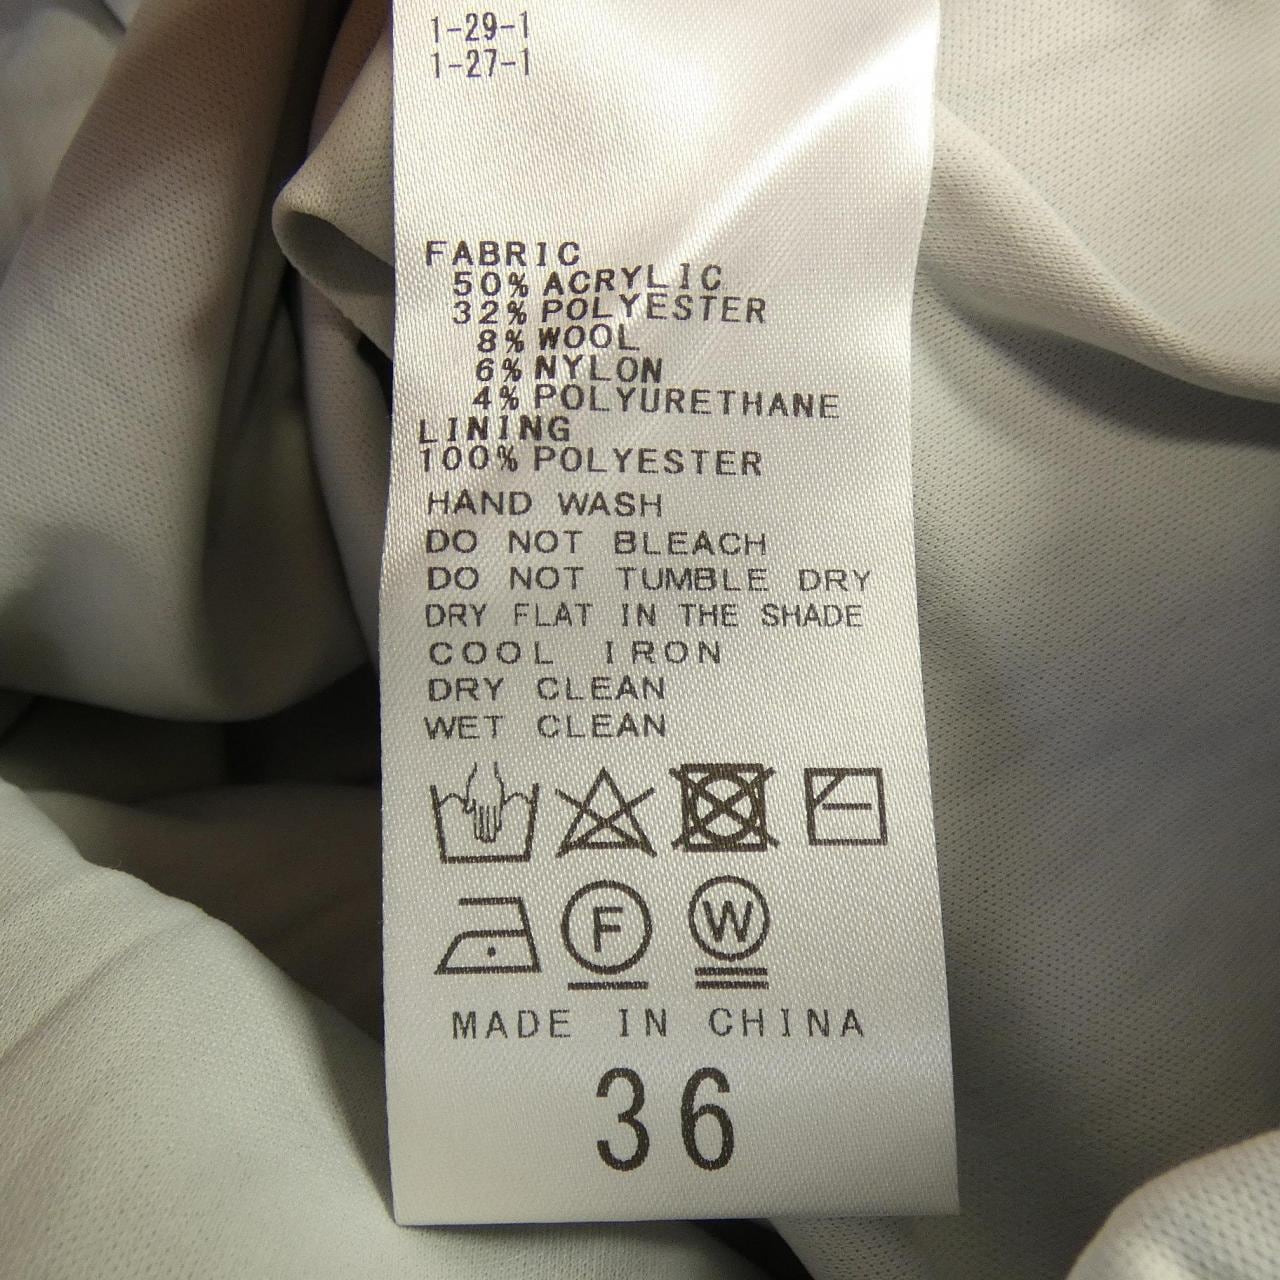 1-29-1
1-27-1
FABRIC
50% ACRYLIC
32% POLYESTER
8% WOOL
6% NYLON
4% POLYURETHANE
LINING
100% POLYESTER
HAND WASH
DO NOT BLEACH
DO NOT TUMBLE DRY
DRY FLAT IN THE SHADE
COOL IRON
DRY CLEAN
WET CLEAN
F W
MADE IN CHINA
36